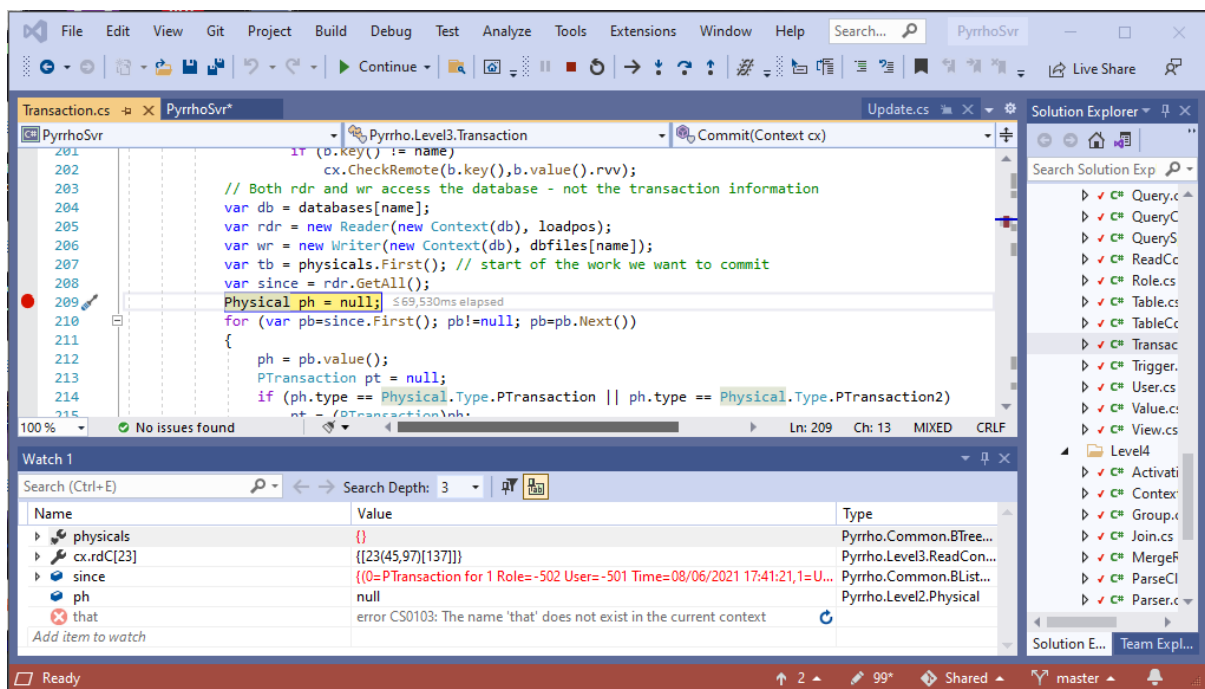 File Edit View Git Project Build Debug Test Analyze Tools Extensions Window Help Search... PyrrhoSvr
Continue Live Share
Transaction.cs PyrrhoSvr* Update.cs
PyrrhoSvr Pyrrho.Level3.Transaction Commit(Context cx)
201 if (b.key() != name)
202 cx.CheckRemote(b.key(),b.value().rvv);
203 // Both rdr and wr access the database - not the transaction information
204 var db = databases[name];
205 var rdr = new Reader(new Context(db), loadpos);
206 var wr = new Writer(new Context(db), dbfiles[name]);
207 var tb = physicals.First(); // start of the work we want to commit
208 var since = rdr.GetAll();
209 Physical ph = null; ≤69,530ms elapsed
210 for (var pb=since.First(); pb!=null; pb=pb.Next())
211 {
212 ph = pb.value();
213 PTransaction pt = null;
214 if (ph.type == Physical.Type.PTransaction || ph.type == Physical.Type.PTransaction2)
215 pt = (PTransaction)ph;
100 % No issues found Ln: 209 Ch: 13 MIXED CRLF
Watch 1
Search (Ctrl+E) Search Depth: 3
Name Value Type
physicals {} Pyrrho.Common.BTree...
cx.rdC[23] {[23(45,97)[137]]} Pyrrho.Level3.ReadCon...
since {(0=PTransaction for 1 Role=-502 User=-501 Time=08/06/2021 17:41:21,1=U... Pyrrho.Common.BList...
ph null Pyrrho.Level2.Physical
that error CS0103: The name 'that' does not exist in the current context
Add item to watch
Solution Explorer
Search Solution Exp
C# Query.c
C# QueryC
C# QueryS
C# ReadCc
C# Role.cs
C# Table.cs
C# TableCc
C# Transac
C# Trigger.
C# User.cs
C# Value.cs
C# View.cs
Level4
C# Activati
C# Contex
C# Group.c
C# Join.cs
C# MergeR
C# ParseCl
C# Parser.c
Solution E... Team Expl...
Ready 2 99* Shared master